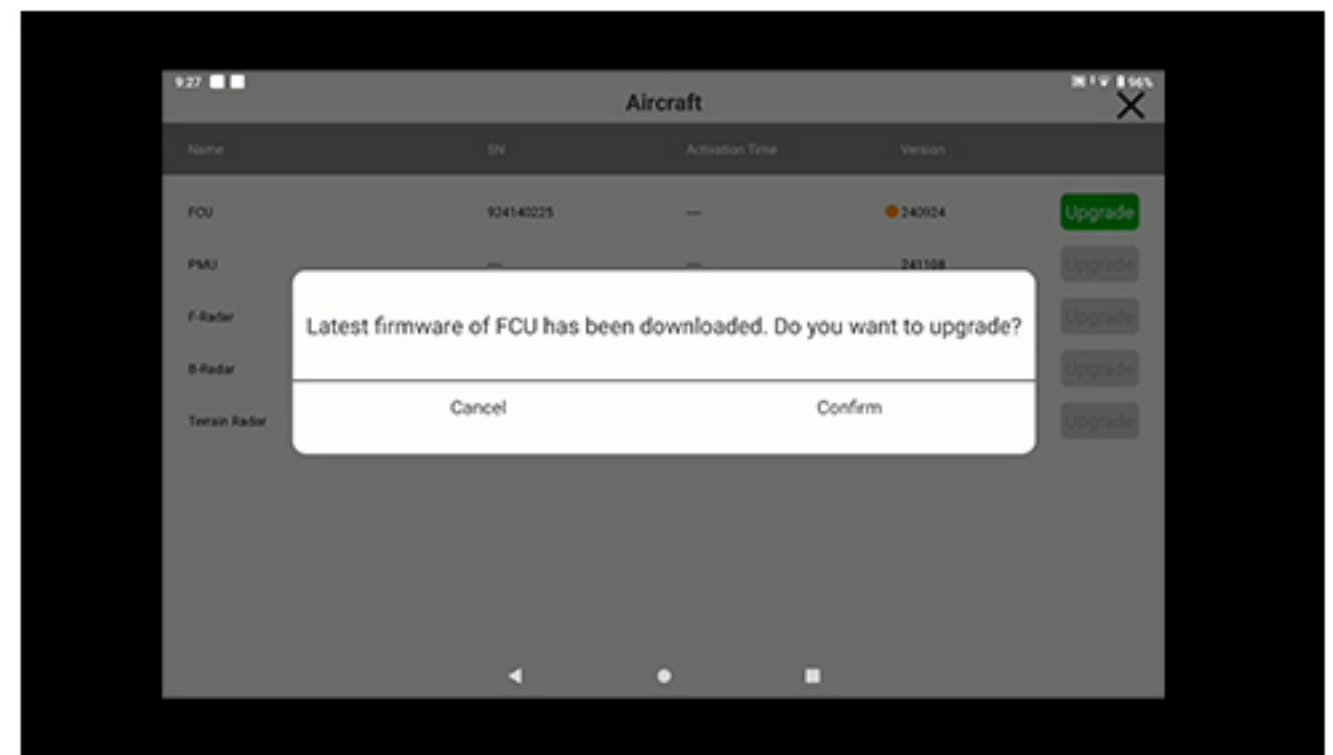 9:27 96%
Aircraft
Name SN Activation Time Version
FCU 924140225 --- 240924 Upgrade
PMU --- --- 241108 Upgrade
F-Radar Upgrade
Latest firmware of FCU has been downloaded. Do you want to upgrade?
B-Radar Upgrade
Cancel Confirm
Terrain Radar Upgrade